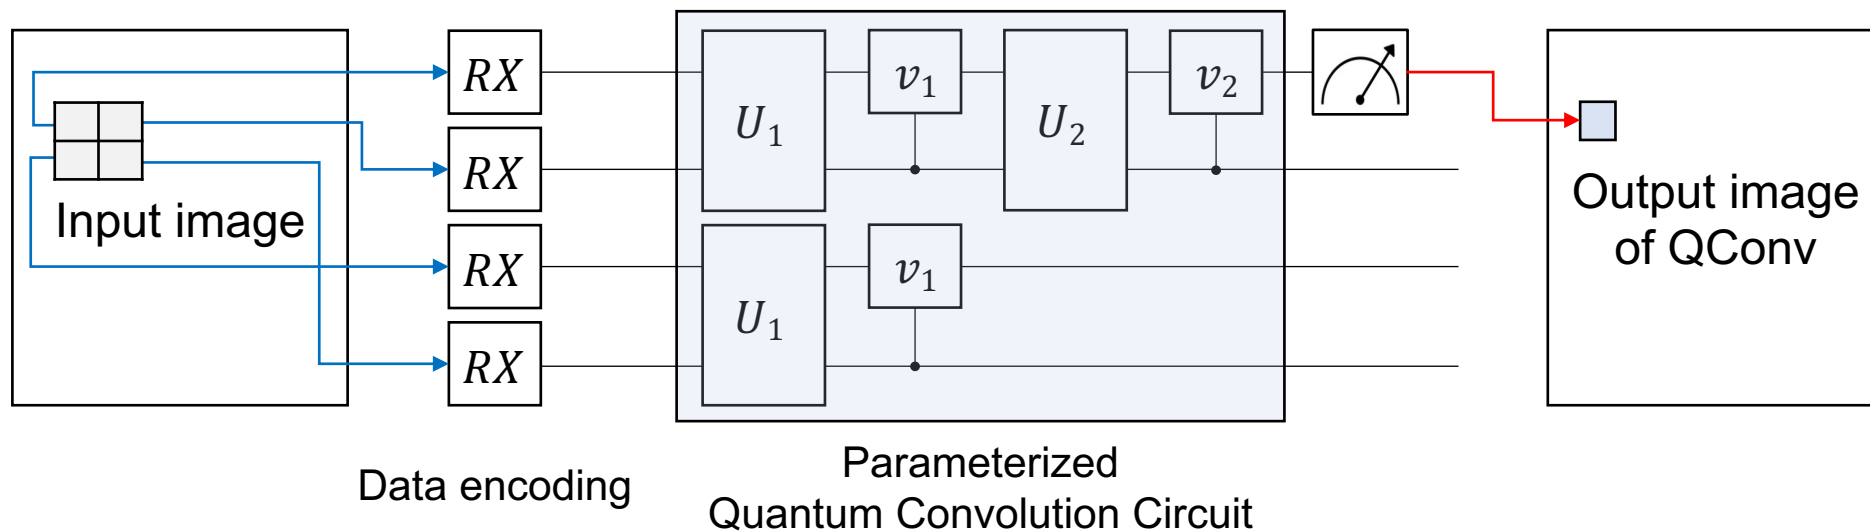 Input image
RX
RX
RX
RX
U₁
v₁
U₂
v₂
U₁
v₁
Output image
of QConv
Data encoding
Parameterized
Quantum Convolution Circuit